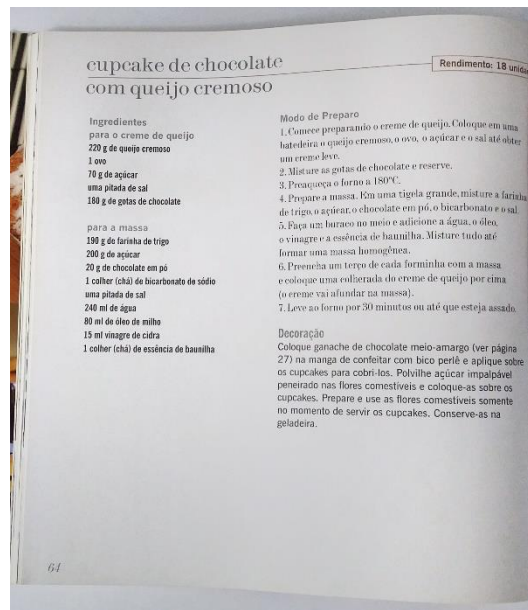 cupcake de chocolate
com queijo cremoso
Rendimento: 18
Ingredientes
para o creme de queijo
220 g de queijo cremoso
1 ovo
70 g de açúcar
uma pitada de sal
180 g de gotas de chocolate
para a massa
190 g de farinha de trigo
200 g de açúcar
20 g de chocolate em pó
1 colher (chá) de bicarbonato de sódio
uma pitada de sal
240 ml de água
80 ml de óleo de milho
15 ml vinagre de cidra
1 colher (chá) de essência de baunilha
Modo de Preparo
1. Comece preparando o creme de queijo. Coloque em uma
batedeira o queijo cremoso, o ovo, o açúcar e o sal até obter
um creme leve.
2. Misture as gotas de chocolate e reserve.
3. Preaqueça o forno a 180ºC.
4. Prepare a massa. Em uma tigela grande, misture a farinha
de trigo, o açúcar, o chocolate em pó, o bicarbonato e o sal.
5. Faça um buraco no meio e adicione a água, o óleo,
o vinagre e a essência de baunilha. Misture tudo até
formar uma massa homogênea.
6. Preencha um terço de cada forminha com a massa
e coloque uma colherada do creme de queijo por cima
(o creme vai afundar na massa).
7. Leve ao forno por 30 minutos ou até que esteja assado.
Decoração
Coloque ganache de chocolate meio-amargo (ver página
27) na manga de confeitar com bico perlê e aplique sobre
os cupcakes para cobri-los. Polvilhe açúcar impalpável
peneirado nas flores comestíveis e coloque-as sobre os
cupcakes. Prepare e use as flores comestíveis somente
no momento de servir os cupcakes. Conserve-as na
geladeira.
64